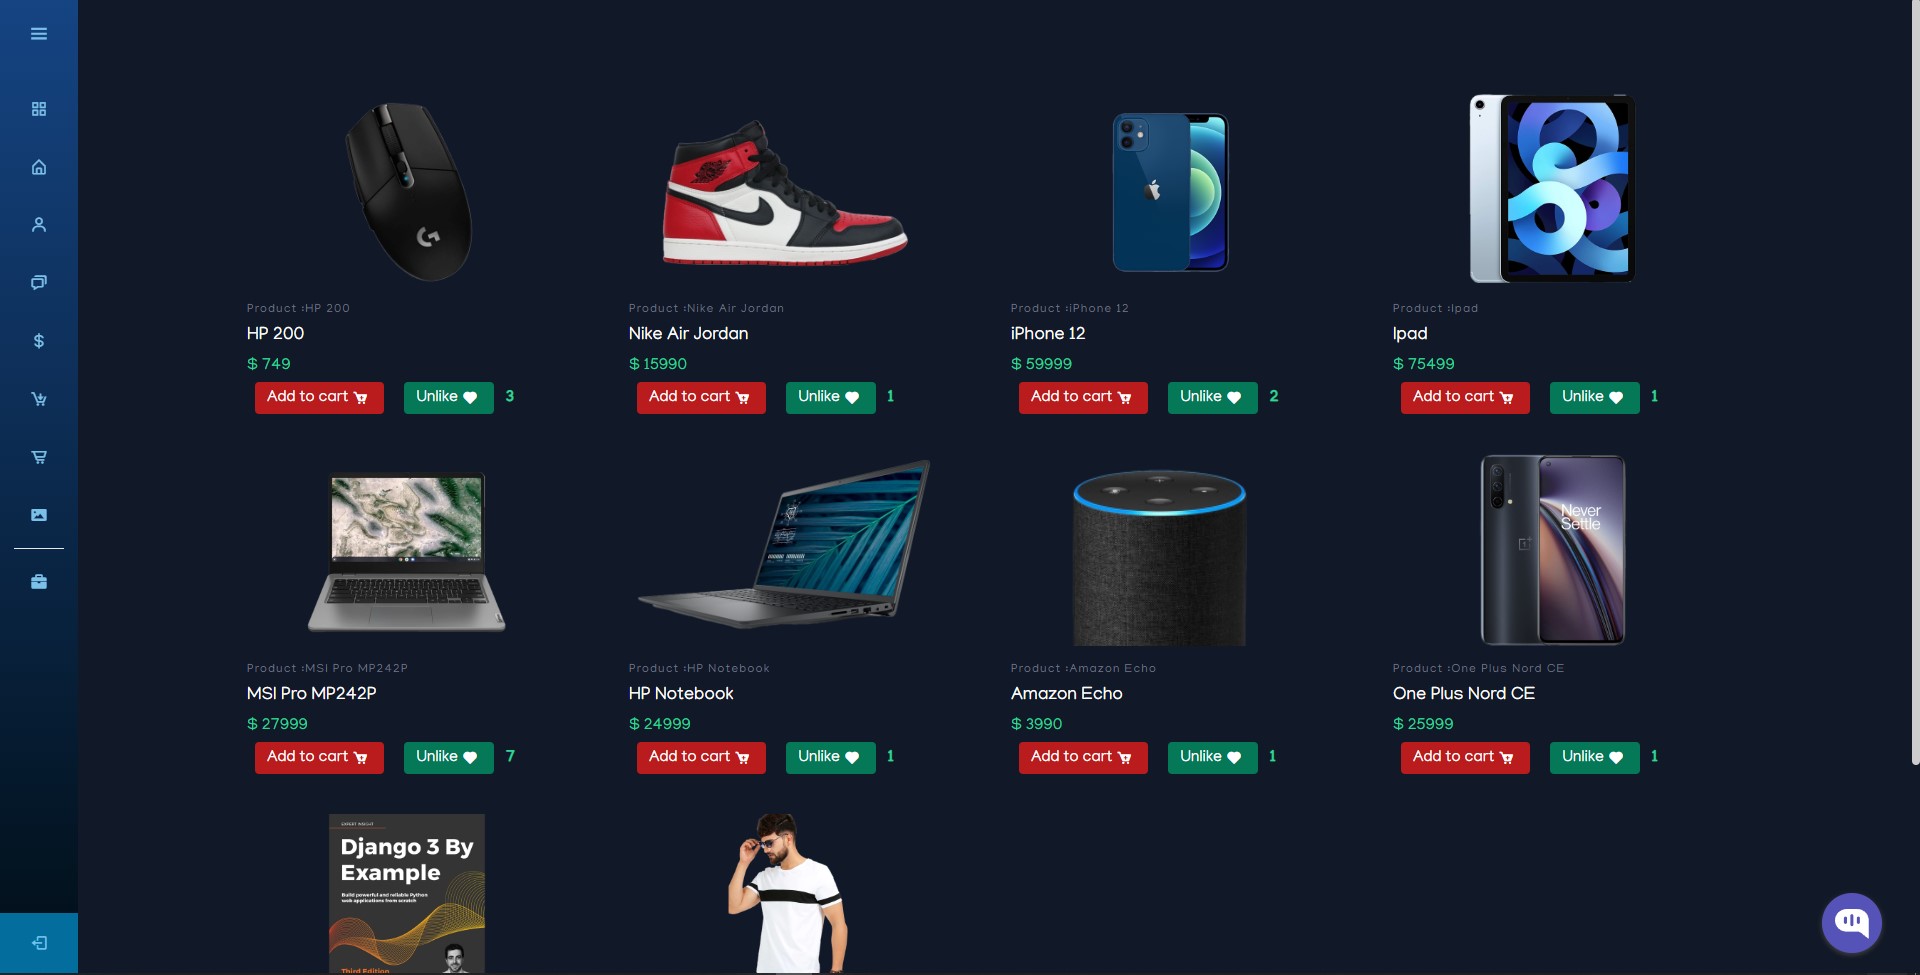 Product :HP 200
HP 200
$ 749
Add to cart
Unlike
3
Product :Nike Air Jordan
Nike Air Jordan
$ 15990
Add to cart
Unlike
1
Product :iPhone 12
iPhone 12
$ 59999
Add to cart
Unlike
2
Product :Ipad
Ipad
$ 75499
Add to cart
Unlike
1
Never
Settle
Product :MSI Pro MP242P
MSI Pro MP242P
$ 27999
Add to cart
Unlike
7
Product :HP Notebook
HP Notebook
$ 24999
Add to cart
Unlike
1
Product :Amazon Echo
Amazon Echo
$ 3990
Add to cart
Unlike
1
Product :One Plus Nord CE
One Plus Nord CE
$ 25999
Add to cart
Unlike
1
EXPERT INSIGHT
Django 3 By
Example
Build powerful and reliable Python
web applications from scratch
Third Edition